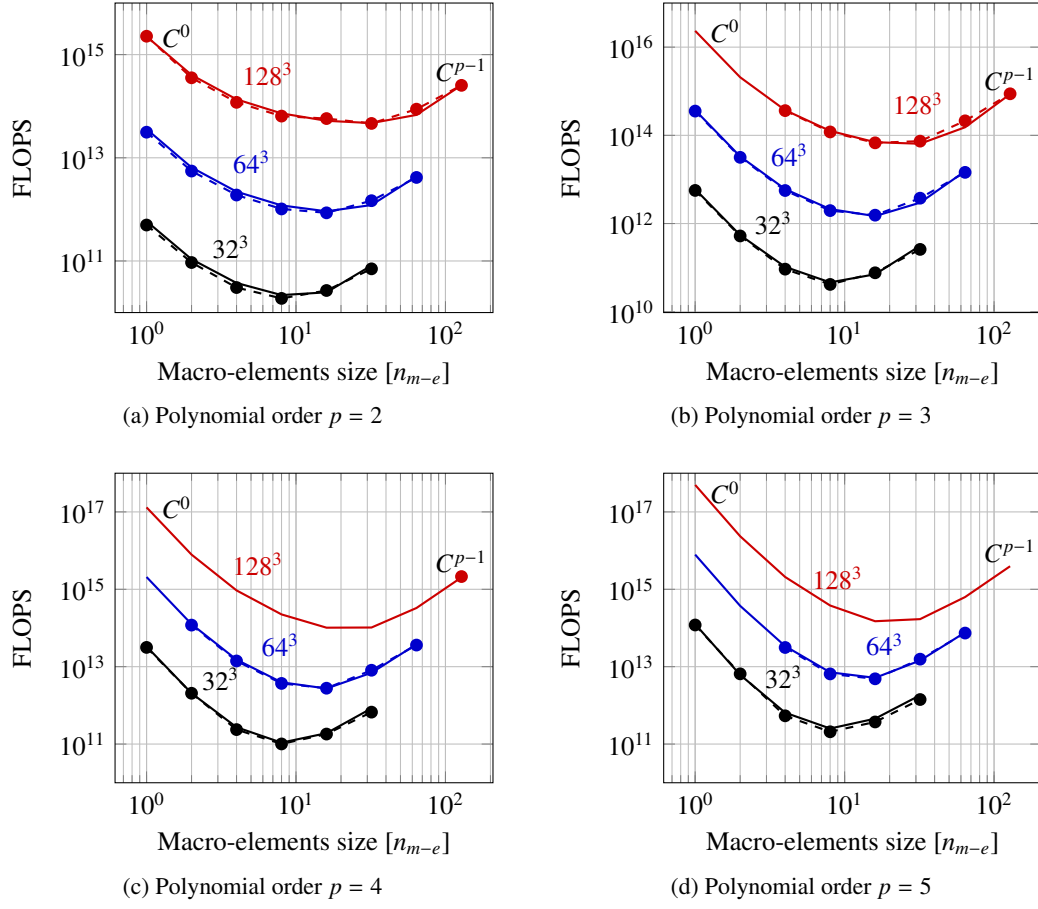 10^15
10^13
10^11
FLOPS
C^0
128^3
C^{p−1}
64^3
32^3
10^0
10^1
10^2
Macro-elements size [n_{m−e}]
(a) Polynomial order p = 2
10^16
10^14
10^12
10^10
FLOPS
C^0
C^{p−1}
128^3
64^3
32^3
10^0
10^1
10^2
Macro-elements size [n_{m−e}]
(b) Polynomial order p = 3
10^17
10^15
10^13
10^11
FLOPS
C^0
128^3
C^{p−1}
64^3
32^3
10^0
10^1
10^2
Macro-elements size [n_{m−e}]
(c) Polynomial order p = 4
10^17
10^15
10^13
10^11
FLOPS
C^0
C^{p−1}
128^3
64^3
32^3
10^0
10^1
10^2
Macro-elements size [n_{m−e}]
(d) Polynomial order p = 5